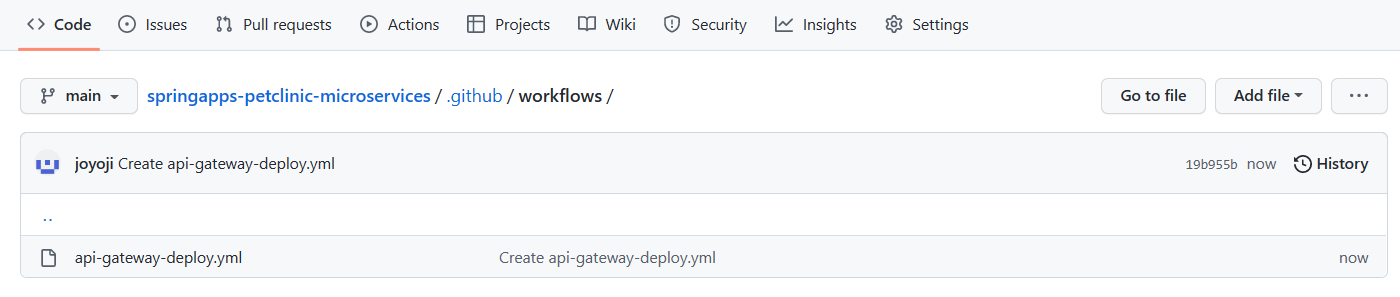 Code Issues Pull requests Actions Projects Wiki Security Insights Settings
main springapps-petclinic-microservices / .github / workflows / Go to file Add file ...
joyoji Create api-gateway-deploy.yml 19b955b now History
..
api-gateway-deploy.yml Create api-gateway-deploy.yml now